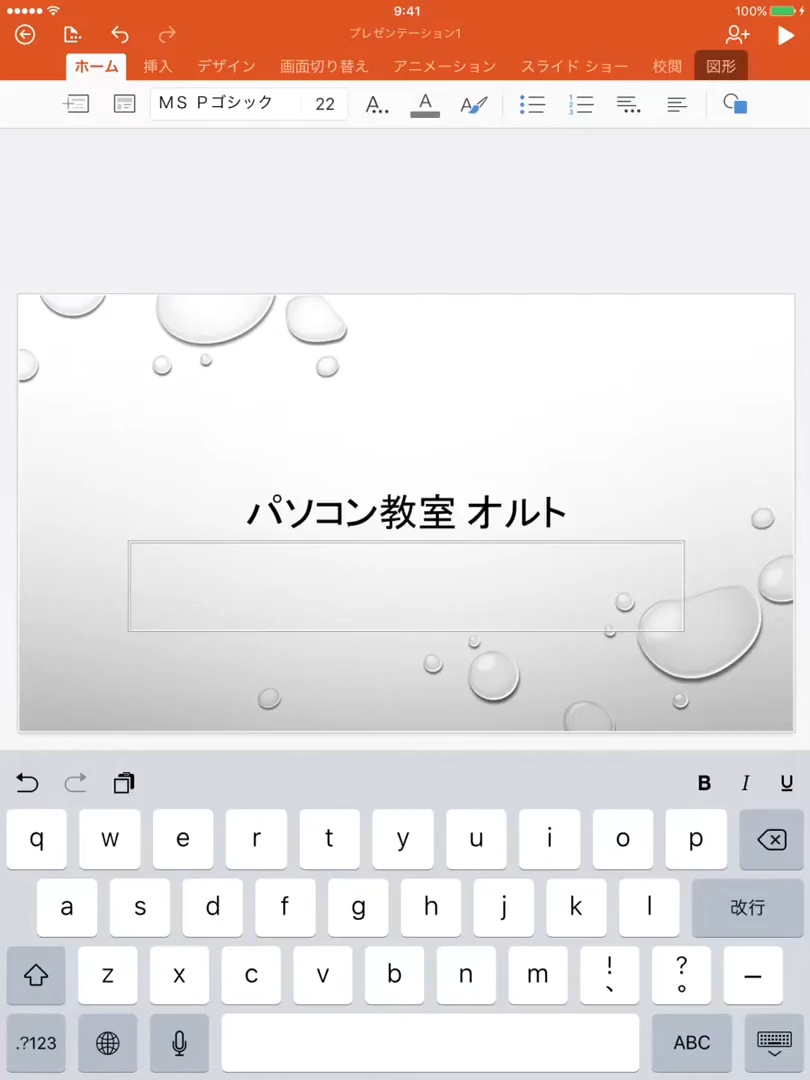 9:41
100%
プレゼンテーション1
ホーム 挿入 デザイン 画面切り替え アニメーション スライド ショー 校閲 図形
ＭＳ Ｐゴシック 22 A.. A A
パソコン教室 オルト
B I U
q w e r t y u i o p
a s d f g h j k l 改行
z x c v b n m ! 、 ? 。 ー
.?123 ABC